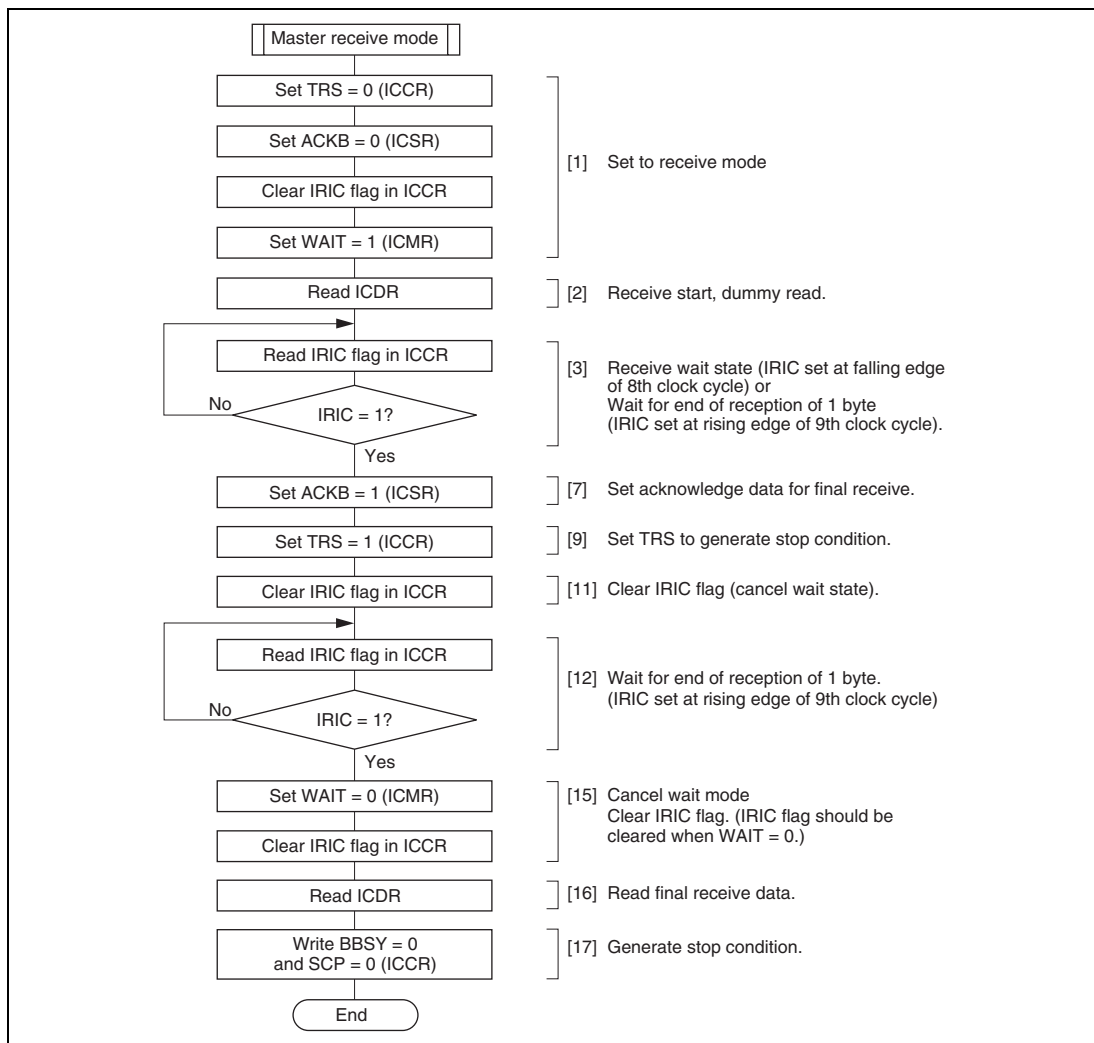 Master receive mode
Set TRS = 0 (ICCR)
Set ACKB = 0 (ICSR)
[1] Set to receive mode
Clear IRIC flag in ICCR
Set WAIT = 1 (ICMR)
Read ICDR
[2] Receive start, dummy read.
Read IRIC flag in ICCR
[3] Receive wait state (IRIC set at falling edge
of 8th clock cycle) or
Wait for end of reception of 1 byte
(IRIC set at rising edge of 9th clock cycle).
No
IRIC = 1?
Yes
Set ACKB = 1 (ICSR)
[7] Set acknowledge data for final receive.
Set TRS = 1 (ICCR)
[9] Set TRS to generate stop condition.
Clear IRIC flag in ICCR
[11] Clear IRIC flag (cancel wait state).
Read IRIC flag in ICCR
[12] Wait for end of reception of 1 byte.
(IRIC set at rising edge of 9th clock cycle)
No
IRIC = 1?
Yes
Set WAIT = 0 (ICMR)
[15] Cancel wait mode
Clear IRIC flag. (IRIC flag should be
cleared when WAIT = 0.)
Clear IRIC flag in ICCR
Read ICDR
[16] Read final receive data.
Write BBSY = 0
and SCP = 0 (ICCR)
[17] Generate stop condition.
End